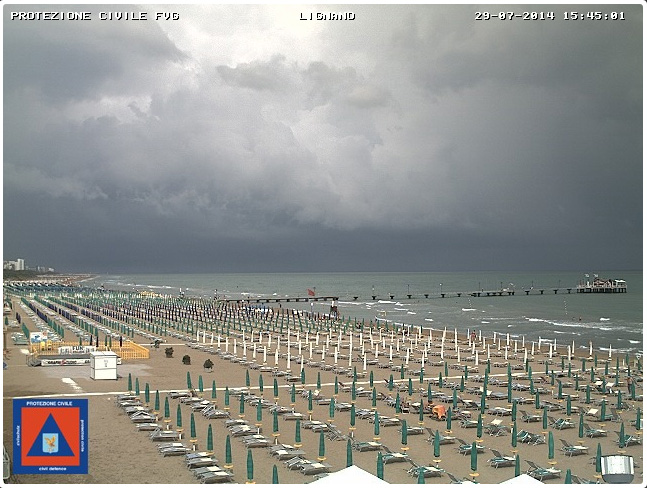 PROTEZIONE CIVILE FVG LIGNANO 29-07-2014 15:45:01
PROTEZIONE CIVILE
civil defence